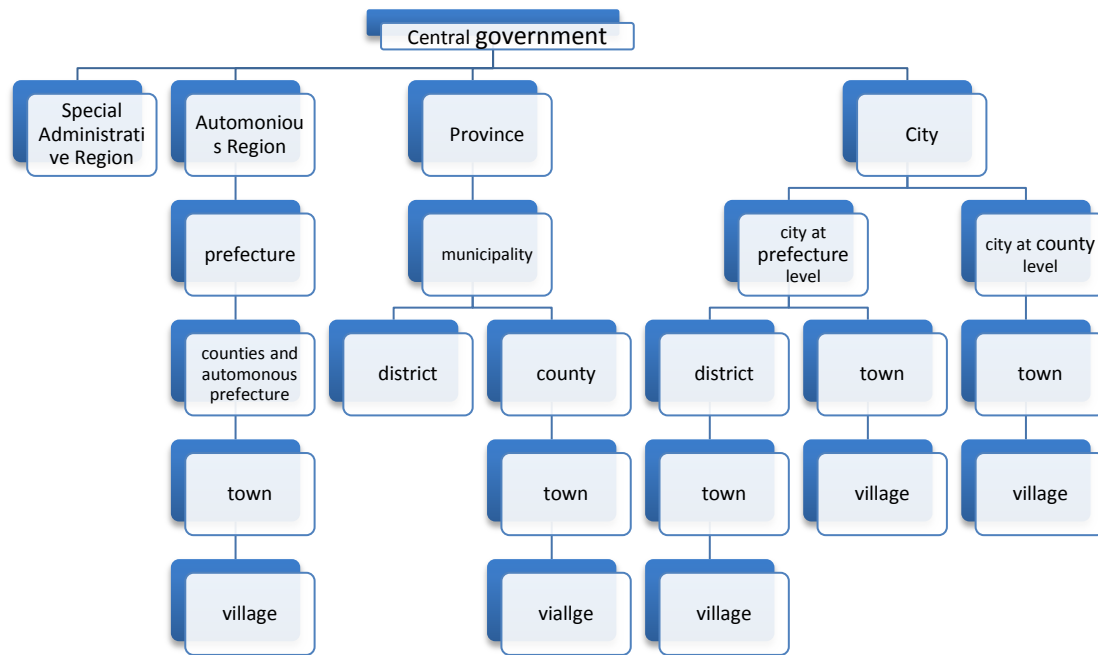 Central government
Special
Administrati
ve Region
Automoniou
s Region
Province
City
prefecture
municipality
city at
prefecture
level
city at county
level
counties and
automonous
prefecture
district
county
district
town
town
town
town
town
village
village
village
viallge
village